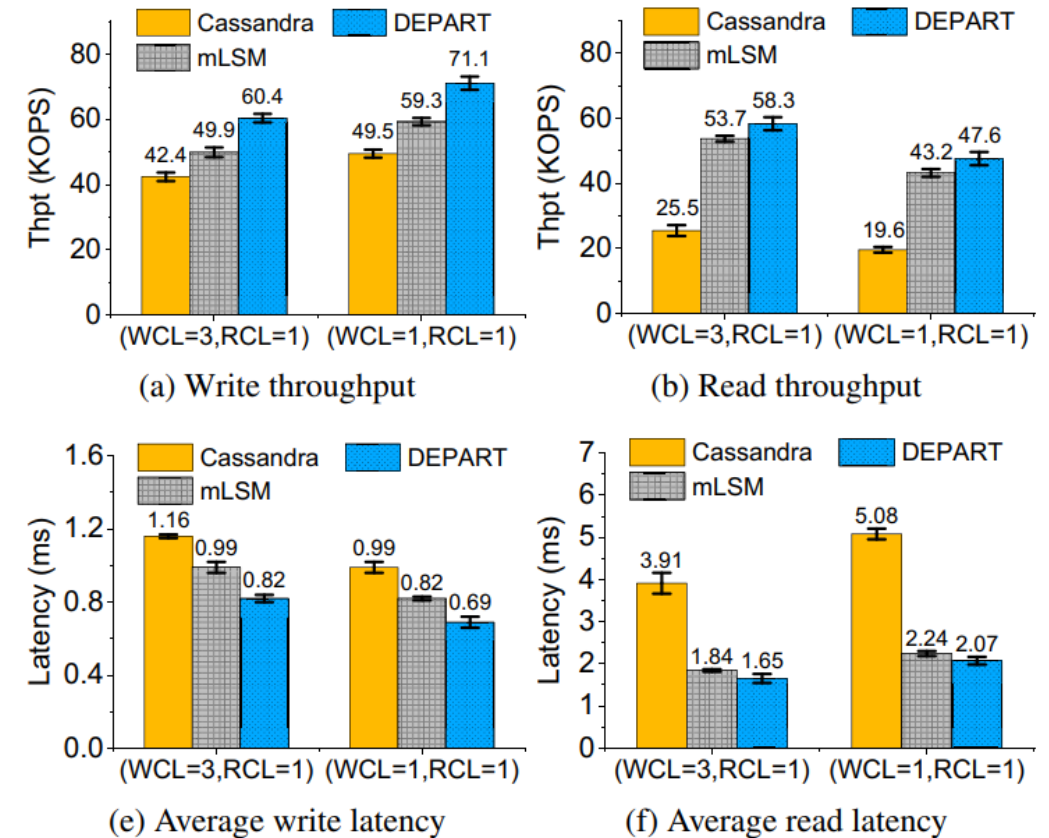 Cassandra DEPART
mLSM
Thpt (KOPS)
80
60
40
20
0
42.4 49.9 60.4 49.5 59.3 71.1
(WCL=3,RCL=1) (WCL=1,RCL=1)
(a) Write throughput
Cassandra DEPART
mLSM
Thpt (KOPS)
80
60
40
20
0
25.5 53.7 58.3 19.6 43.2 47.6
(WCL=3,RCL=1) (WCL=1,RCL=1)
(b) Read throughput
Cassandra DEPART
mLSM
Latency (ms)
1.6
1.2
0.8
0.4
0.0
1.16 0.99 0.82 0.99 0.82 0.69
(WCL=3,RCL=1) (WCL=1,RCL=1)
(e) Average write latency
Cassandra DEPART
mLSM
Latency (ms)
7
6
5
4
3
2
1
0
3.91 1.84 1.65 5.08 2.24 2.07
(WCL=3,RCL=1) (WCL=1,RCL=1)
(f) Average read latency